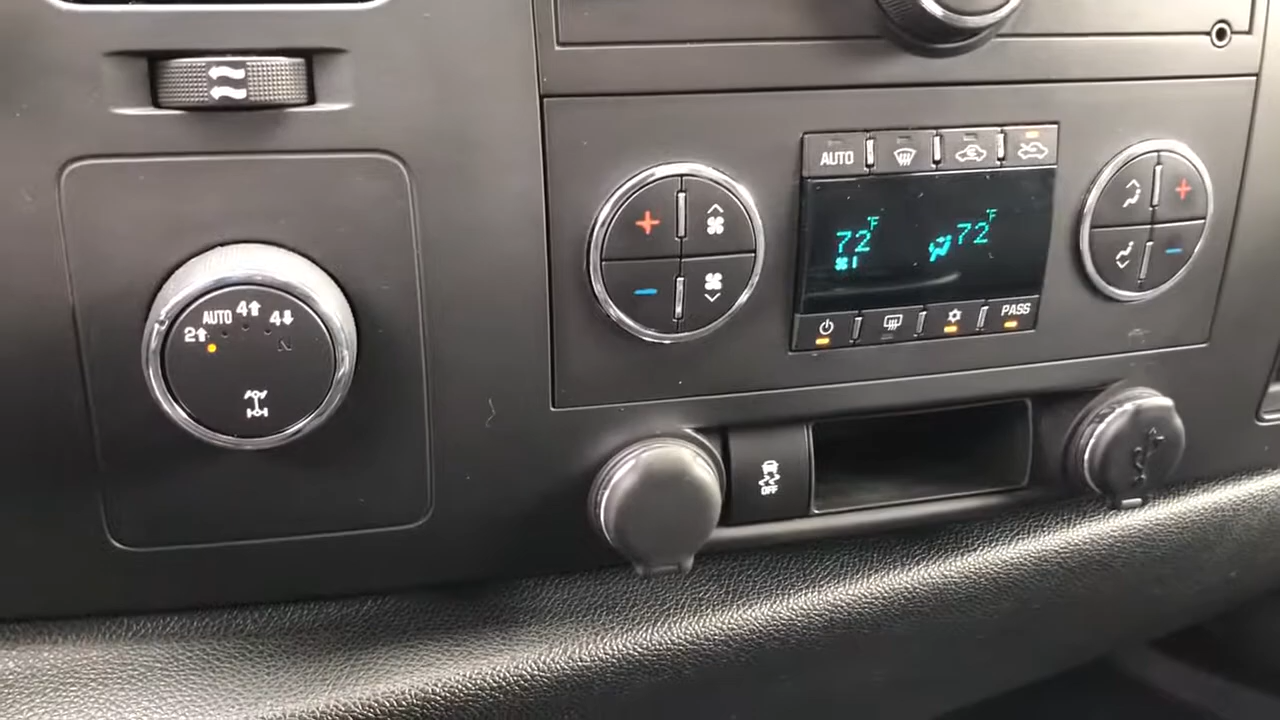 AUTO
72°F 72°F
PASS
AUTO 4↑ 4↓
2↑ N
OFF